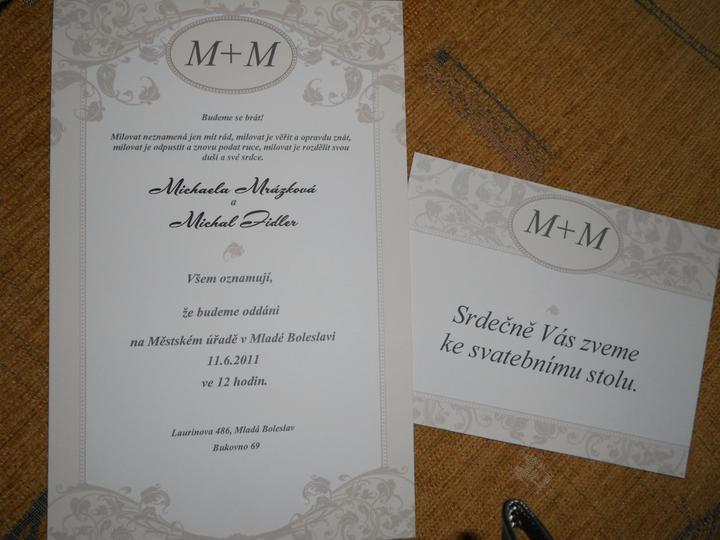 M+M
Budeme se brát!
Milovat neznamená jen mít rád, milovat je věřit a opravdu znát,
milovat je odpustit a znovu podat ruce, milovat je rozdělit svou
duši a své srdce.
Michaela Mrázková
a
Michal Fidler
Všem oznamují,
že budeme oddáni
na Městském úřadě v Mladé Boleslavi
11.6.2011
ve 12 hodin.
Laurinova 486, Mladá Boleslav
Bukovno 69
M+M
Srdečně Vás zveme
ke svatebnímu stolu.